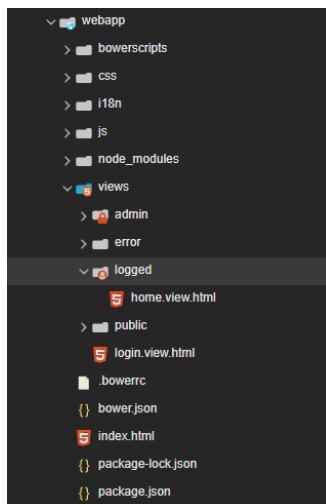 webapp
bowerscripts
css
i18n
js
node_modules
views
admin
error
logged
home.view.html
public
login.view.html
.bowerrc
bower.json
index.html
package-lock.json
package.json